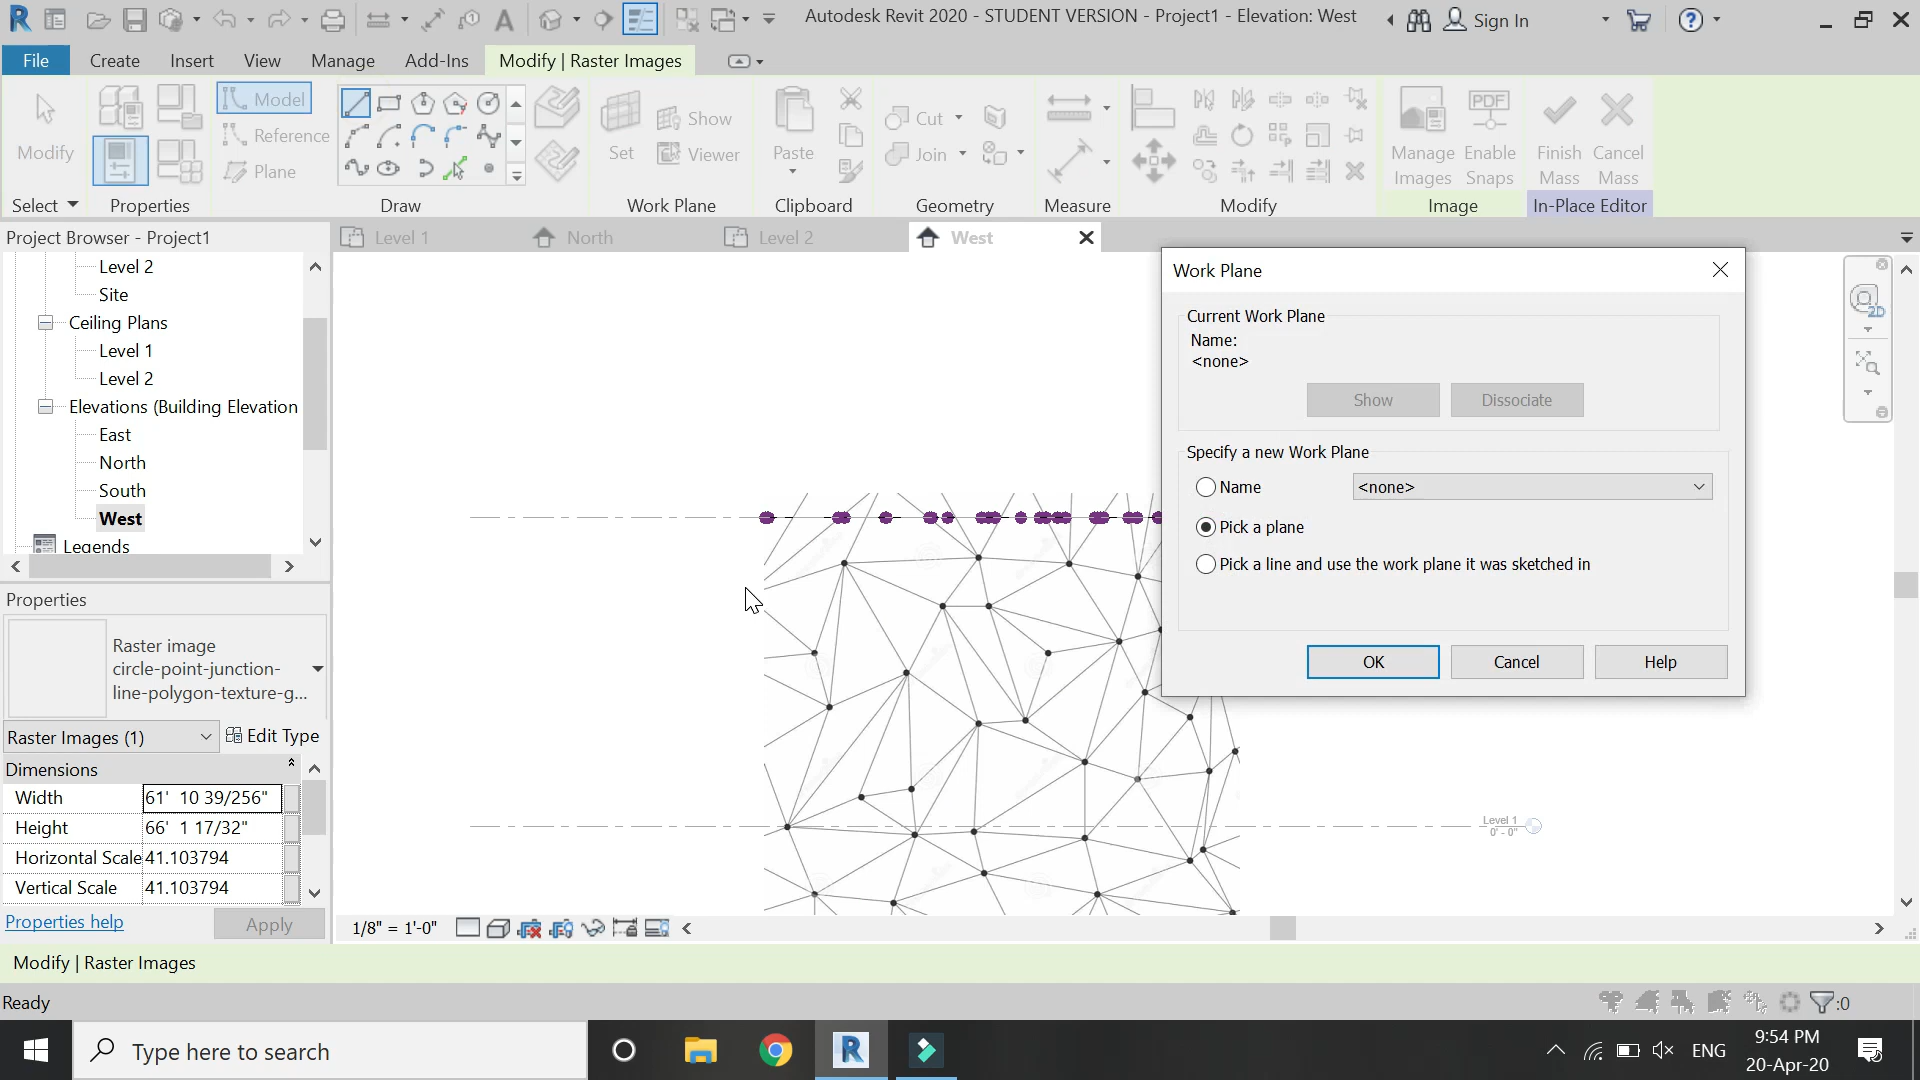 Autodesk Revit 2020 - STUDENT VERSION - Project1 - Elevation: West
Sign In
File
Create
Insert
View
Manage
Add-Ins
Modify | Raster Images
Modify
Model
Reference
Plane
Set
Show
Viewer
Paste
Cut
Join
Manage Images
PDF
Enable Snaps
Finish Mass
Cancel Mass
Select
Properties
Draw
Work Plane
Clipboard
Geometry
Measure
Modify
Image
In-Place Editor
Project Browser - Project1
Level 1
North
Level 2
West
Level 2
Site
Ceiling Plans
Level 1
Level 2
Elevations (Building Elevation
East
North
South
West
Legends
Work Plane
Current Work Plane
Name:
<none>
Show
Dissociate
Specify a new Work Plane
Name
<none>
Pick a plane
Pick a line and use the work plane it was sketched in
OK
Cancel
Help
2D
Properties
Raster image
circle-point-junction-
line-polygon-texture-g...
Raster Images (1)
Edit Type
Dimensions
Width 61' 10 39/256"
Height 66' 1 17/32"
Horizontal Scale 41.103794
Vertical Scale 41.103794
Properties help
Apply
Level 1
0' - 0"
1/8" = 1'-0"
Modify | Raster Images
Ready
:0
Type here to search
ENG
9:54 PM
20-Apr-20